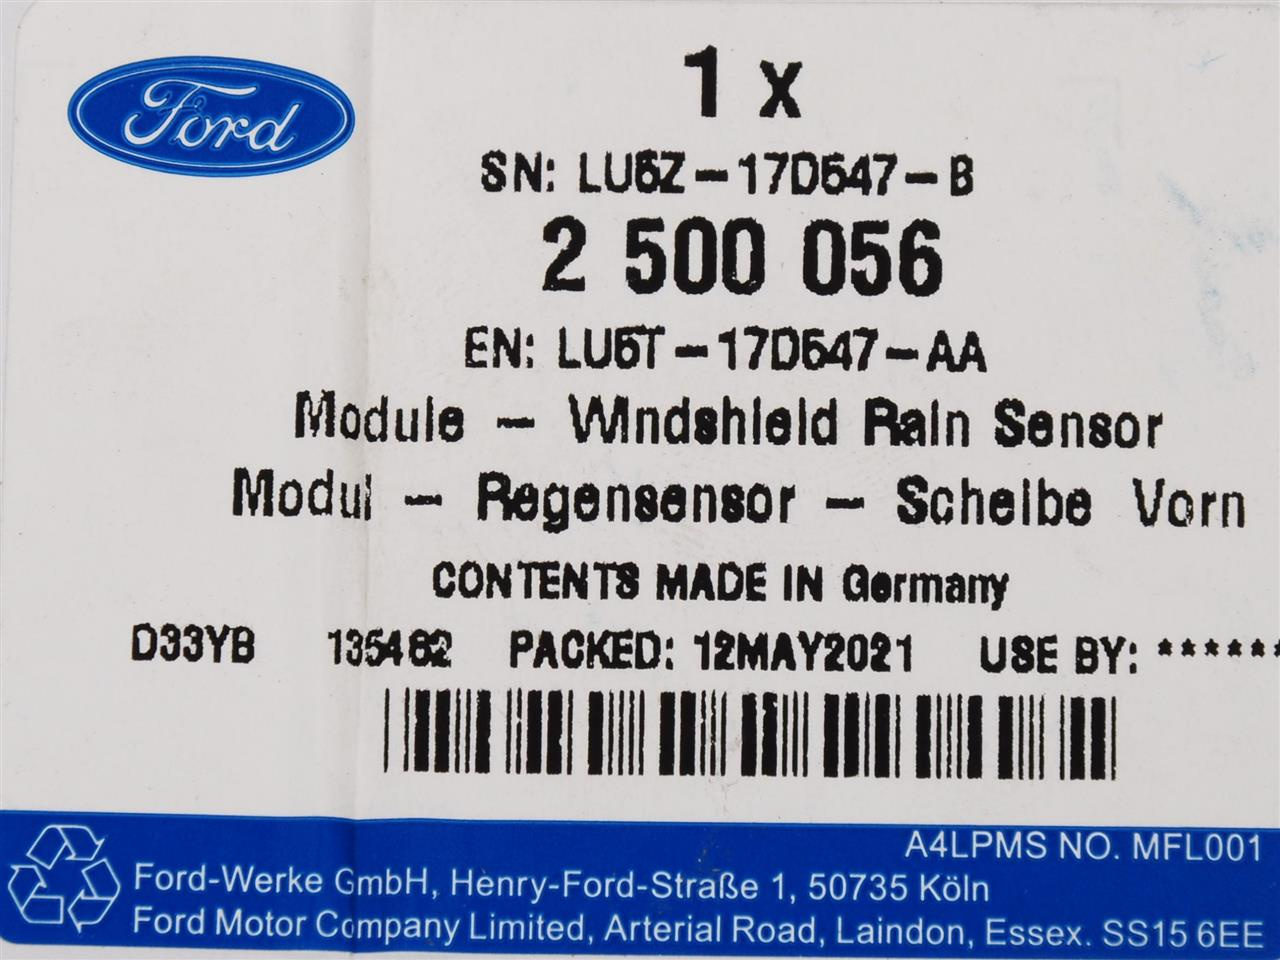 Ford
1 x
SN: LU5Z-17D547-B
2 500 056
EN: LU5T-17D547-AA
Module - Windshield Rain Sensor
Modul - Regensensor - Scheibe Vorn
CONTENTS MADE IN Germany
D33YB 135462 PACKED: 12MAY2021 USE BY: ******
A4LPMS NO. MFL001
Ford-Werke GmbH, Henry-Ford-Straße 1, 50735 Köln
Ford Motor Company Limited, Arterial Road, Laindon, Essex. SS15 6EE